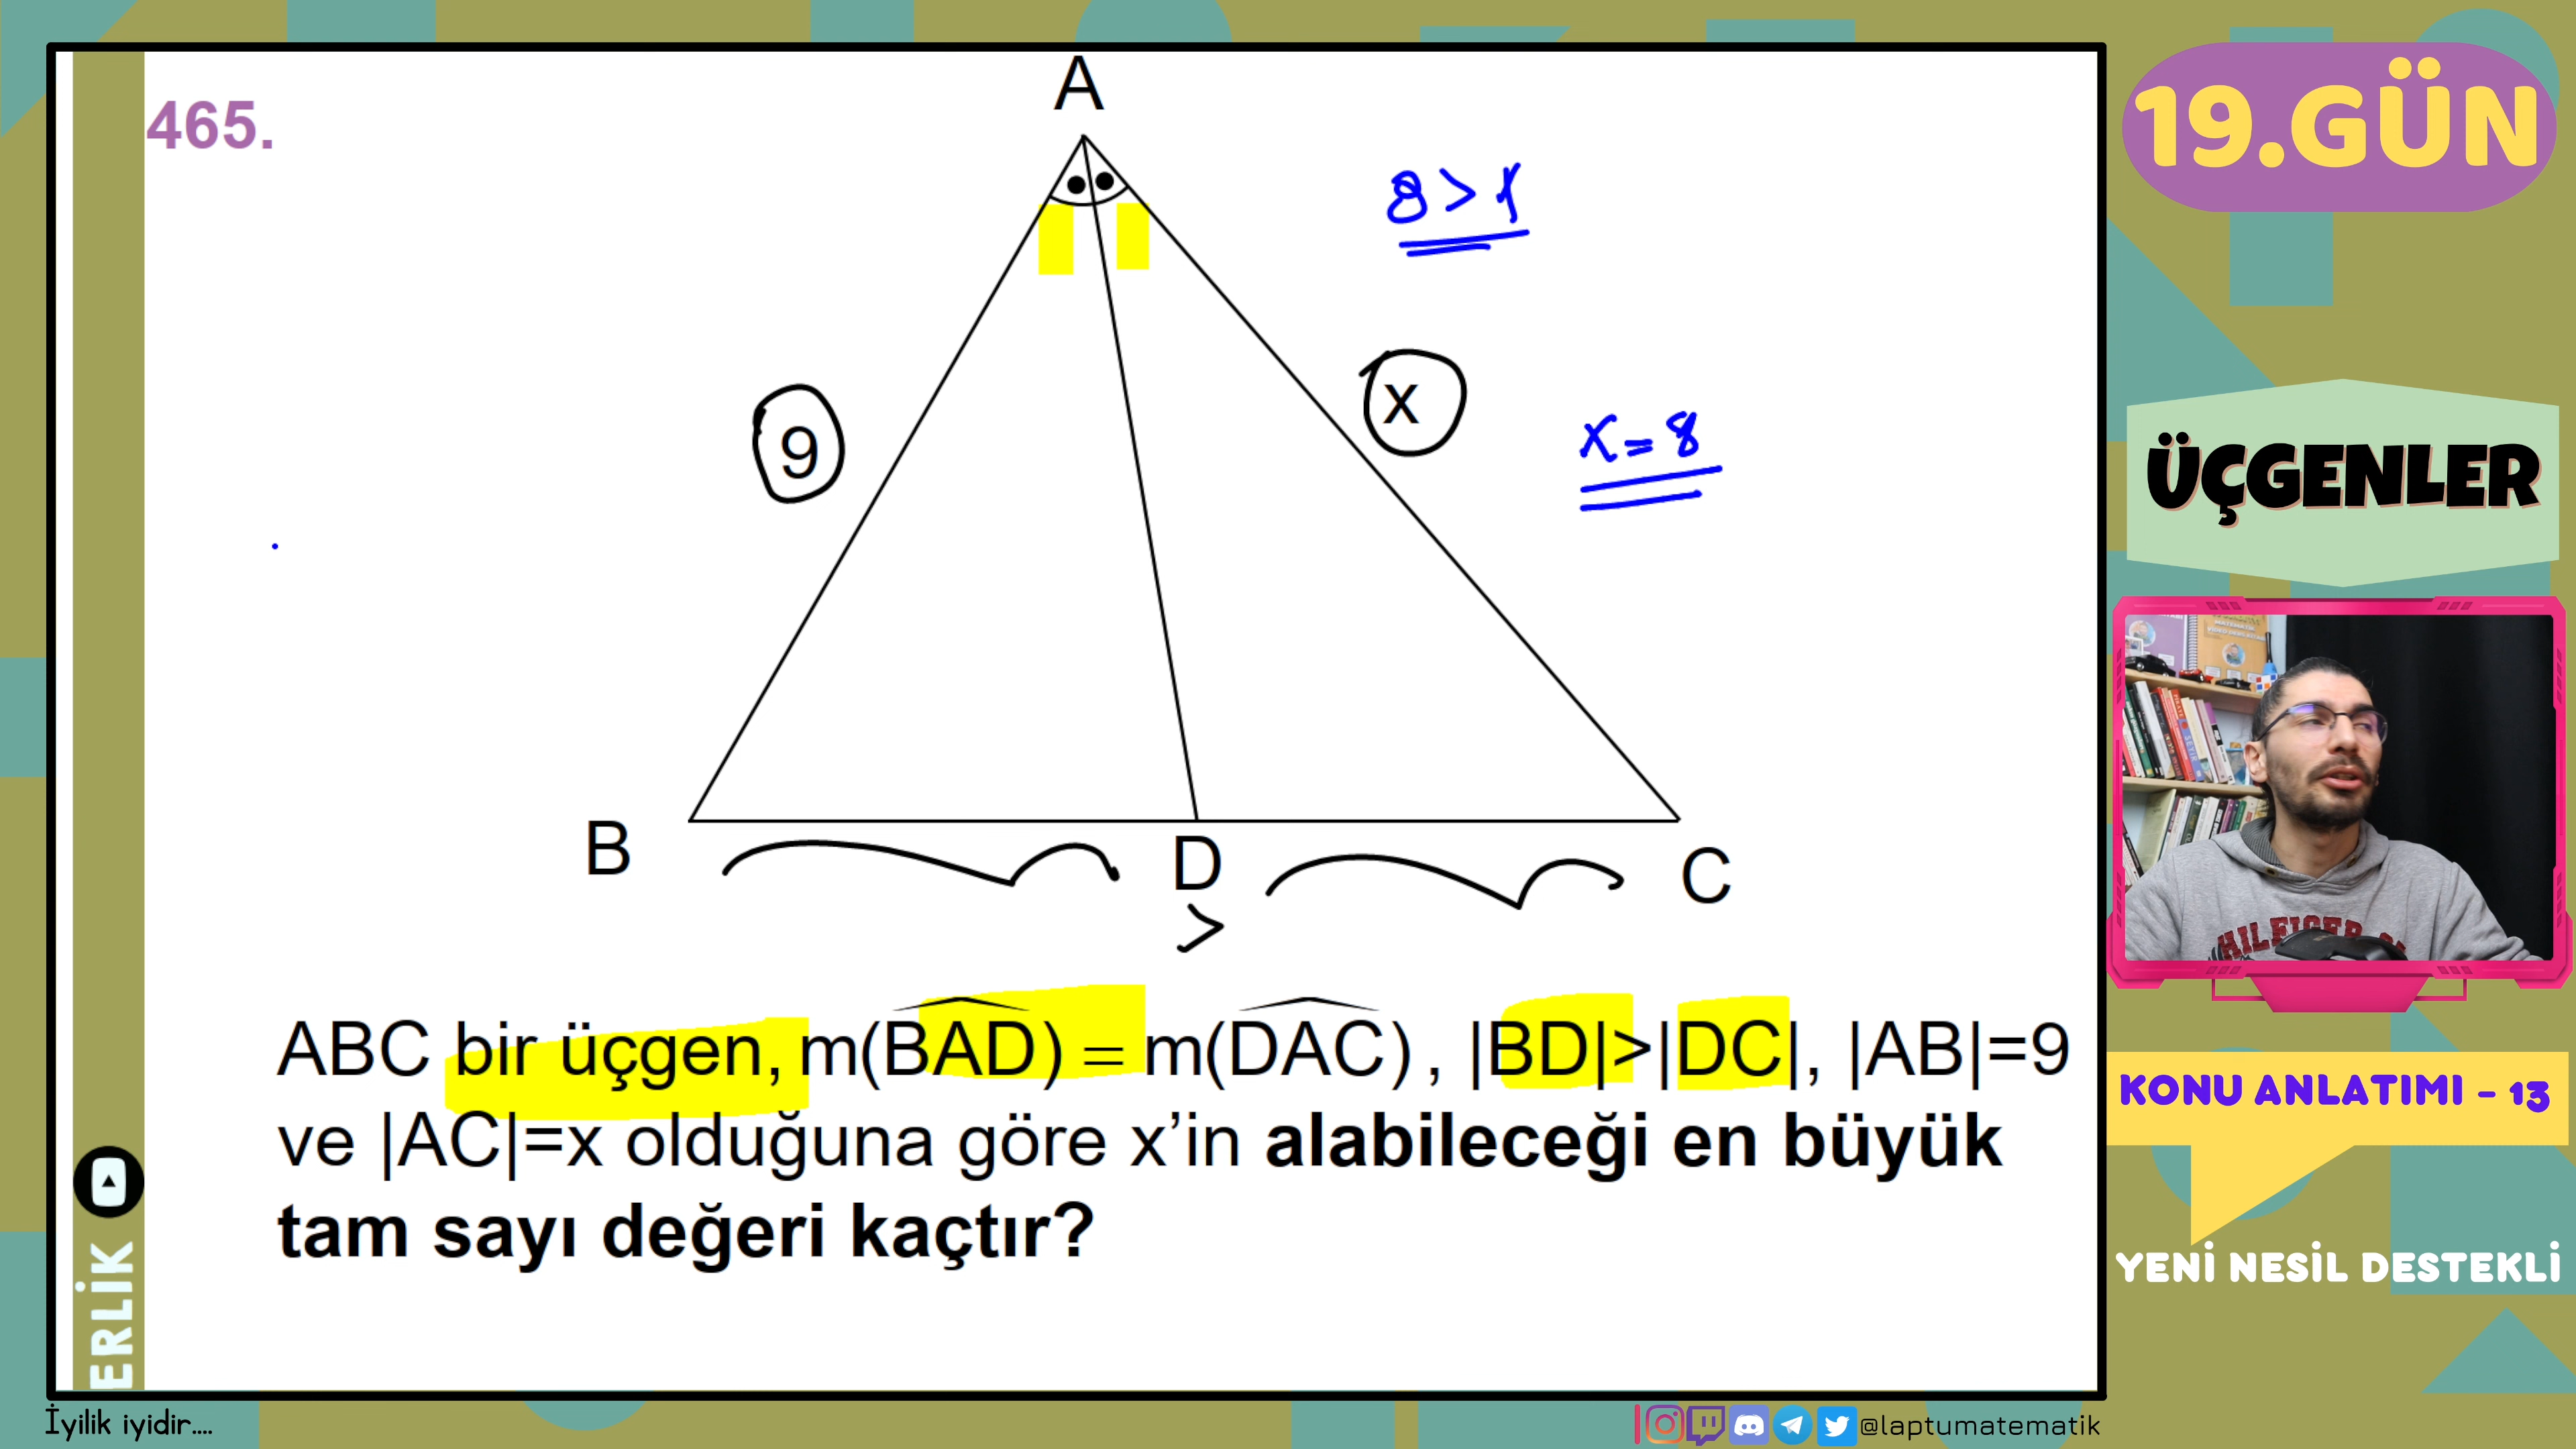 465.
A
8 > 1
9
x
x = 8
B
D
C
>
ABC bir üçgen, m(BAD) = m(DAC) , |BD|>|DC|, |AB|=9
ve |AC|=x olduğuna göre x’in alabileceği en büyük
tam sayı değeri kaçtır?
ERLİK
İyilik iyidir....
@laptumatematik
19.GÜN
ÜÇGENLER
KONU ANLATIMI - 13
YENİ NESİL DESTEKLİ